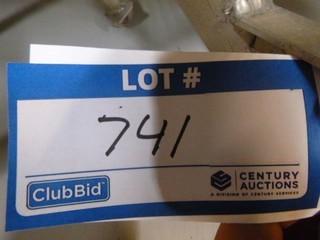 LOT #
741
ClubBid
CENTURY
AUCTIONS
A DIVISION OF CENTURY SERVICES